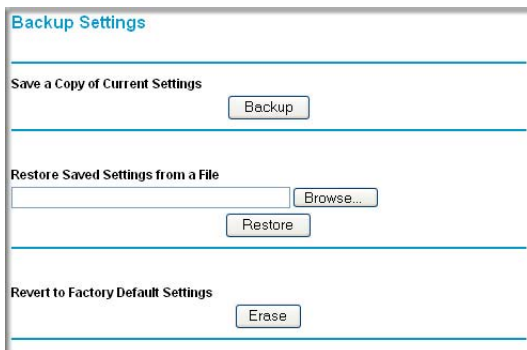 Backup Settings
Save a Copy of Current Settings
Backup
Restore Saved Settings from a File
Browse...
Restore
Revert to Factory Default Settings
Erase